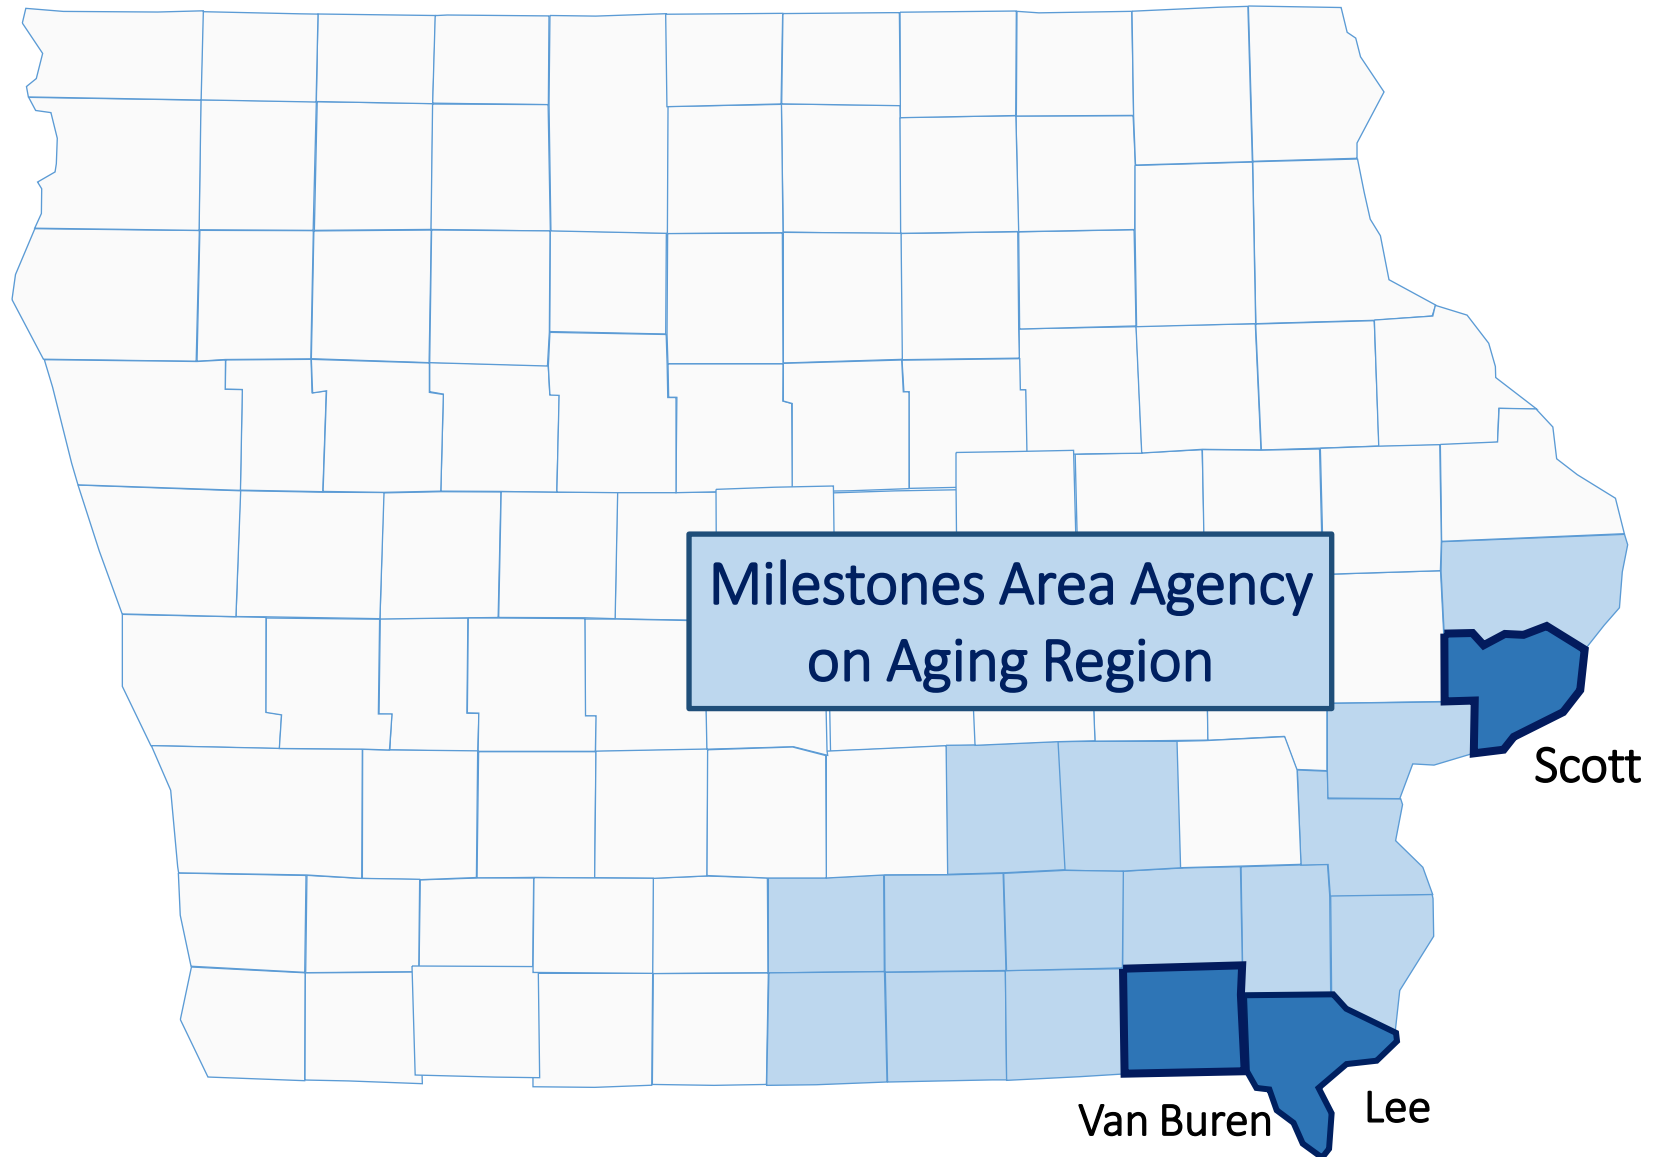 Milestones Area Agency
on Aging Region
Scott
Van Buren
Lee